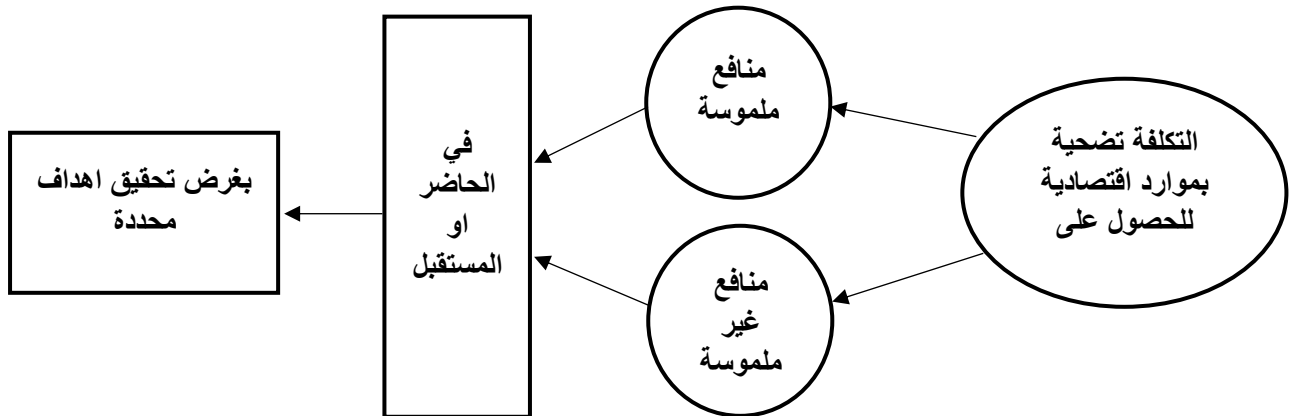 التكلفة تضحية
بموارد اقتصادية
للحصول على
منافع
ملموسة
منافع
غير
ملموسة
في
الحاضر
او
المستقبل
بغرض تحقيق اهداف
محددة